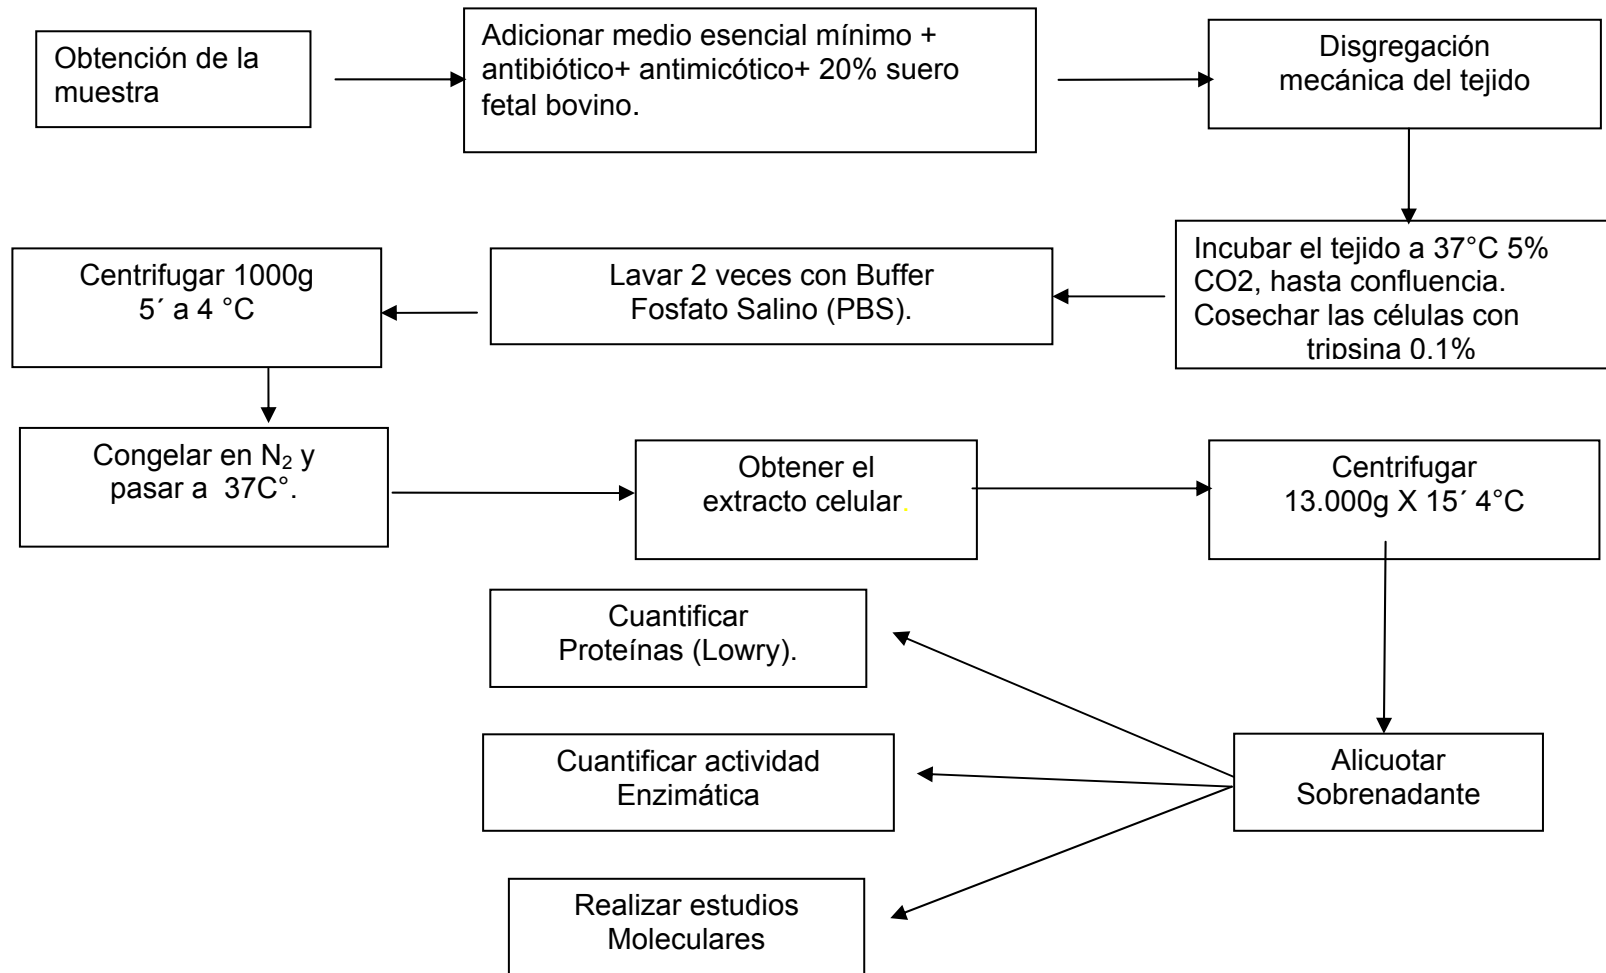 Obtención de la
muestra
Adicionar medio esencial mínimo +
antibiótico+ antimicótico+ 20% suero
fetal bovino.
Disgregación
mecánica del tejido
Incubar el tejido a 37°C 5%
CO2, hasta confluencia.
Cosechar las células con
tripsina 0.1%
Lavar 2 veces con Buffer
Fosfato Salino (PBS).
Centrifugar 1000g
5´ a 4 °C
Congelar en N₂ y
pasar a  37C°.
Obtener el
extracto celular.
Centrifugar
13.000g X 15´ 4°C
Alicuotar
Sobrenadante
Cuantificar
Proteínas (Lowry).
Cuantificar actividad
Enzimática
Realizar estudios
Moleculares